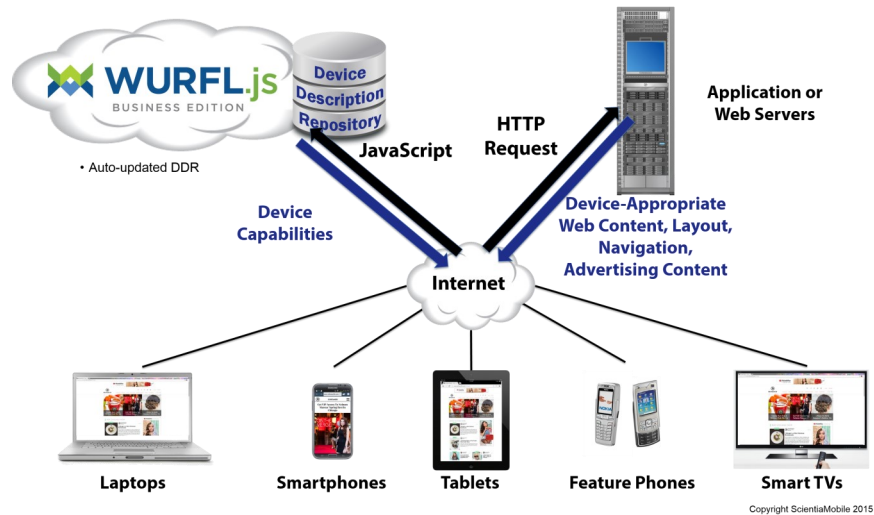 WURFL.js
BUSINESS EDITION
Device
Description
Repository
• Auto-updated DDR
JavaScript
HTTP
Request
Application or
Web Servers
Device
Capabilities
Device-Appropriate
Web Content, Layout,
Navigation,
Advertising Content
Internet
NOKIA
Laptops
Smartphones
Tablets
Feature Phones
Smart TVs
Copyright ScientiaMobile 2015